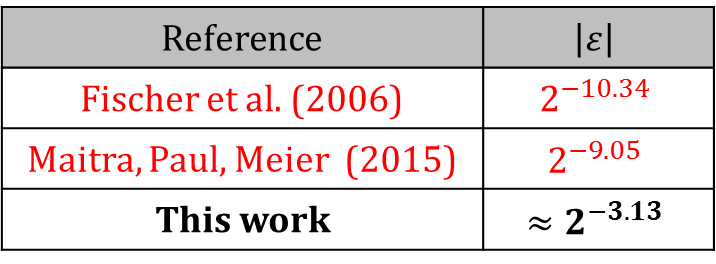 Reference |ε|
Fischer et al. (2006) 2^−10.34
Maitra, Paul, Meier (2015) 2^−9.05
This work ≈ 2^−3.13